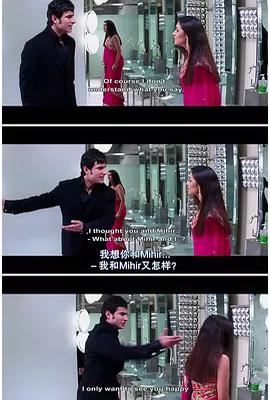 Of course I don't
understand what you say.
I thought you and Mihir...
- What about Mihir and I..?
我想你和Mihir...
– 我和Mihir又怎样?
I only want to see you happy